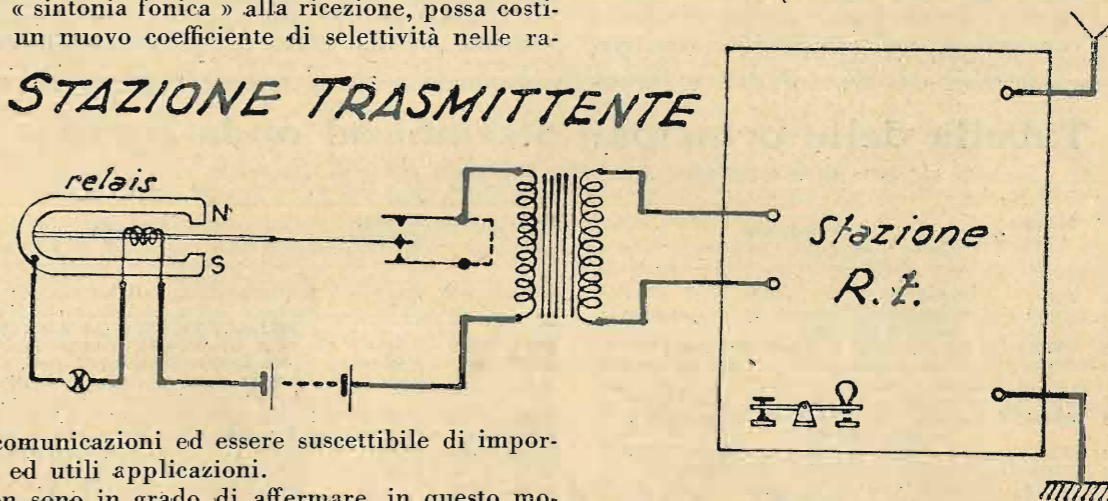 « sintonia fonica » alla ricezione, possa costi-
un nuovo coefficiente di selettività nelle ra-
STAZIONE TRASMITTENTE
relais
N
S
Stazione
R.t.
comunicazioni ed essere suscettibile di impor-
ed utili applicazioni.
sono in grado di affermare, in questo mo-